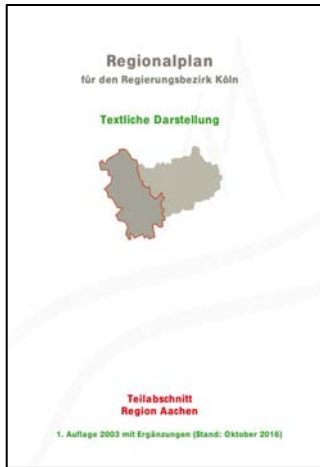 Regionalplan
für den Regierungsbezirk Köln
Textliche Darstellung
Teilabschnitt
Region Aachen
1. Auflage 2003 mit Ergänzungen (Stand: Oktober 2016)